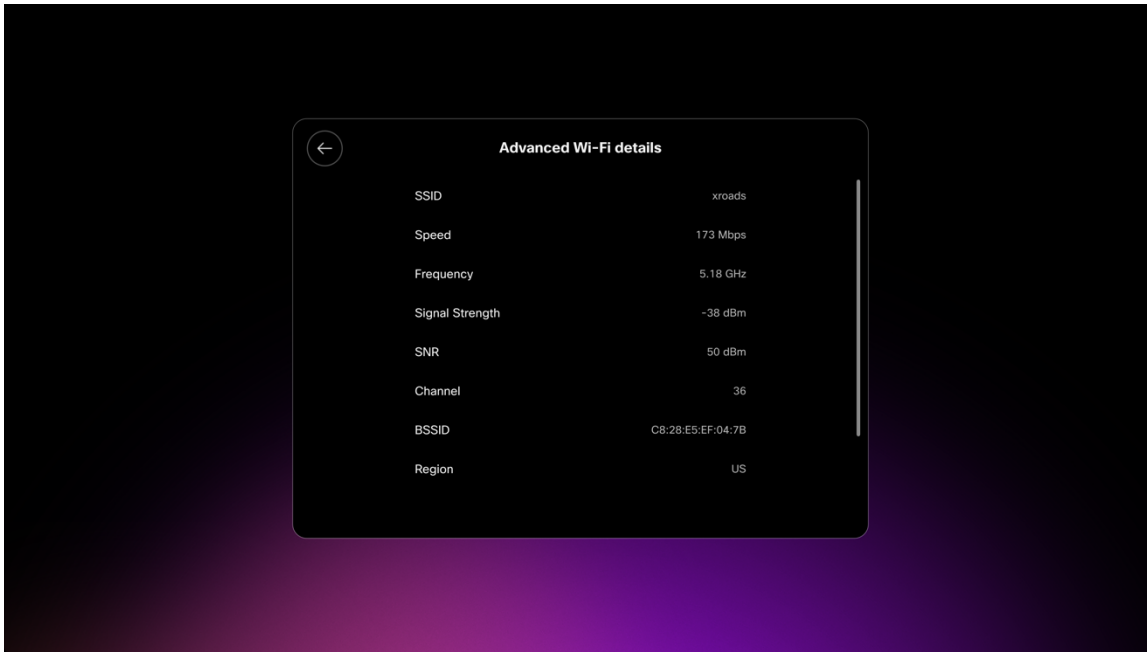 Advanced Wi-Fi details
SSID xroads
Speed 173 Mbps
Frequency 5.18 GHz
Signal Strength -38 dBm
SNR 50 dBm
Channel 36
BSSID C8:28:E5:EF:04:7B
Region US